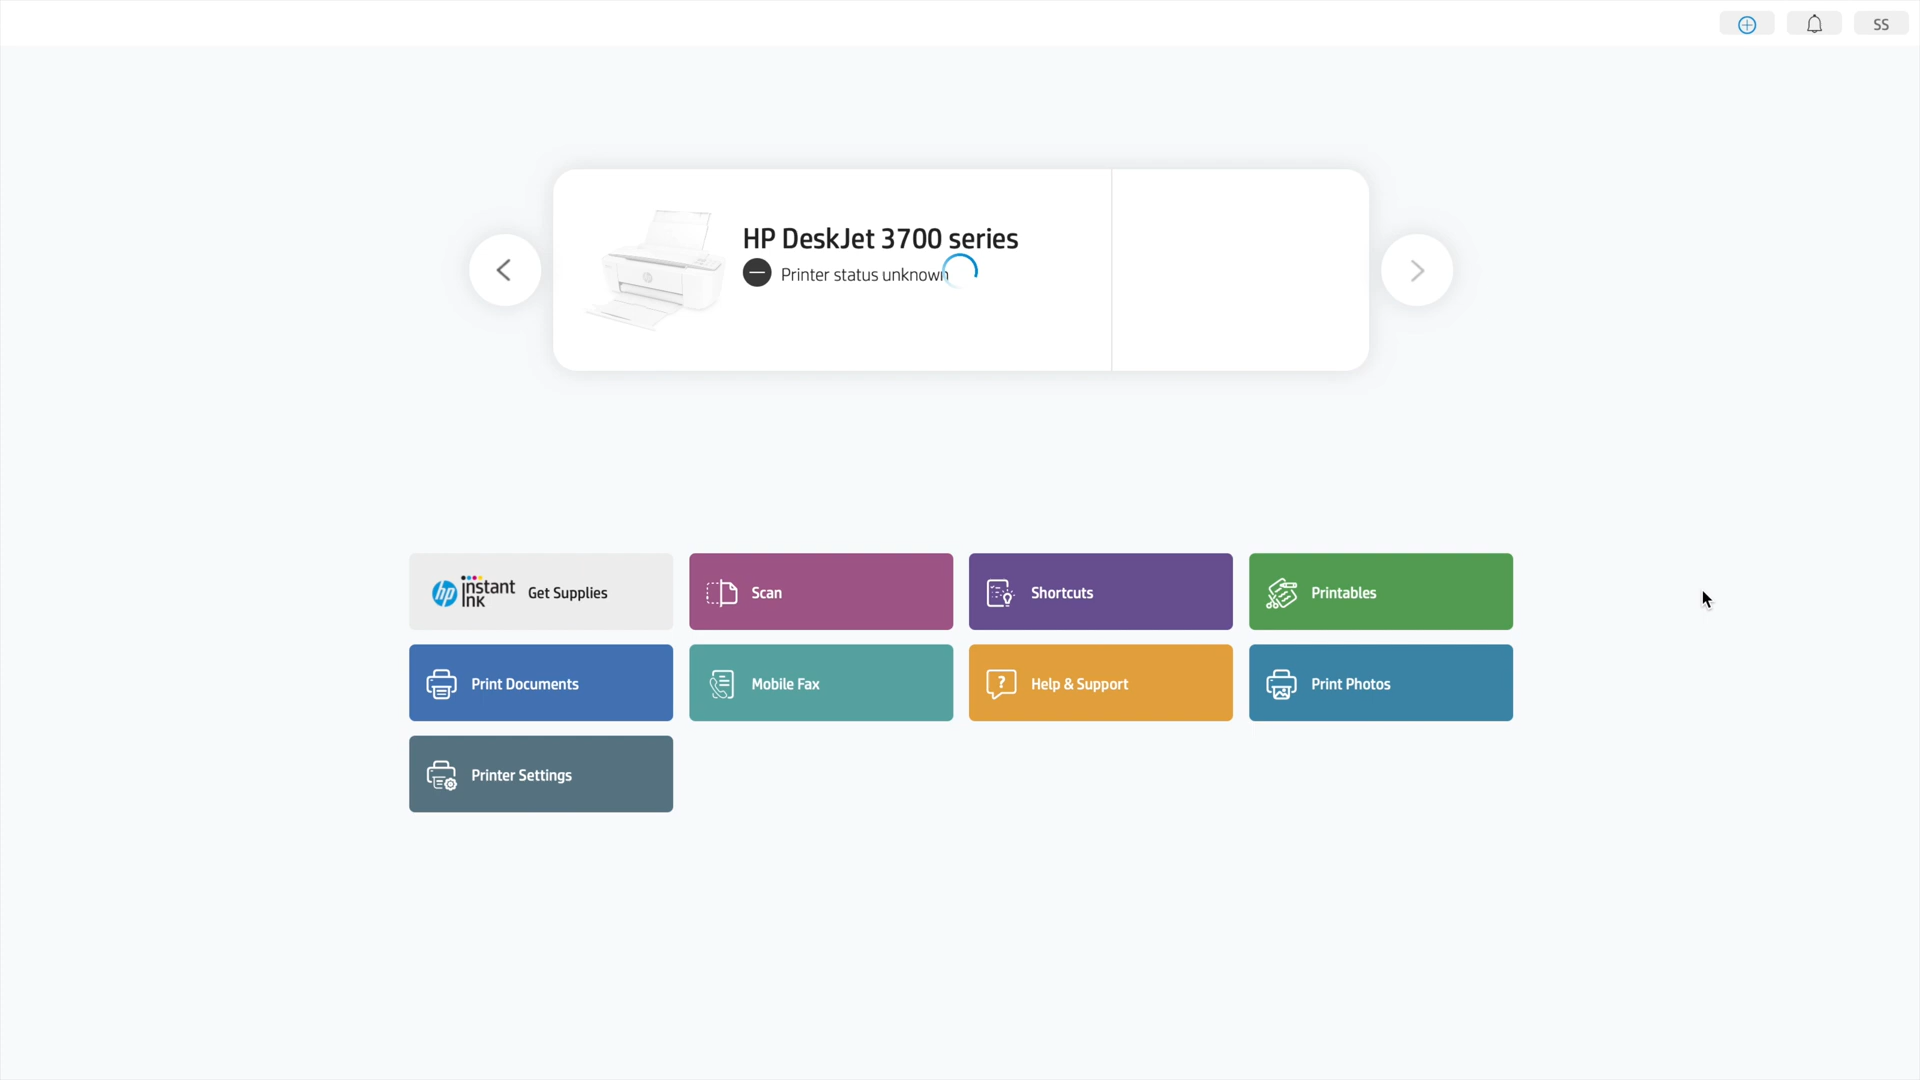 SS
HP DeskJet 3700 series
Printer status unknown
hp instant ink Get Supplies
Scan
Shortcuts
Printables
Print Documents
Mobile Fax
Help & Support
Print Photos
Printer Settings